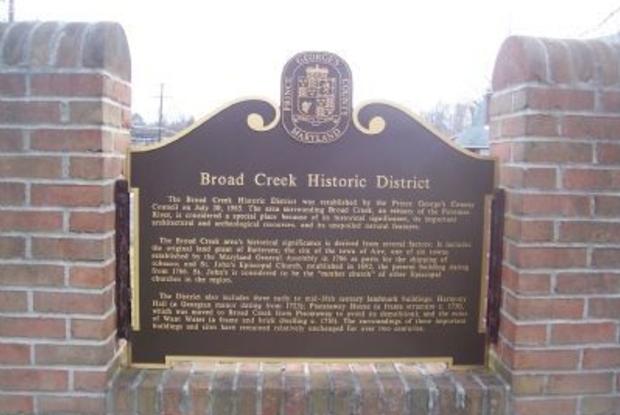 PRINCE GEORGE'S COUNTY
MARYLAND
Broad Creek Historic District
The Broad Creek Historic District was established by the Prince George's County
Council on July 30, 1985. The area surrounding Broad Creek, an estuary of the Potomac
River, is considered a special place because of its historical significance, its important
architectural and archeological resources, and its unspoiled natural features.
The Broad Creek area's historical significance is derived from several factors: It includes
the original land grant of Battersea; the site of the town of Aire, one of six towns
established by the Maryland General Assembly in 1706 as ports for the shipping of
tobacco; and St. John's Episcopal Church, established in 1692, the present building dating
from 1766. St. John's is considered to be the "mother church" of other Episcopal
churches in the region.
The District also includes three early to mid-18th century landmark buildings: Harmony
Hall (a Georgian manor dating from 1723); Piscataway House (a frame structure c. 1750,
which was moved to Broad Creek from Piscataway to avoid its demolition); and the ruins
of Want Water (a frame and brick dwelling c. 1710). The surroundings of these important
buildings and sites have remained relatively unchanged for over two centuries.